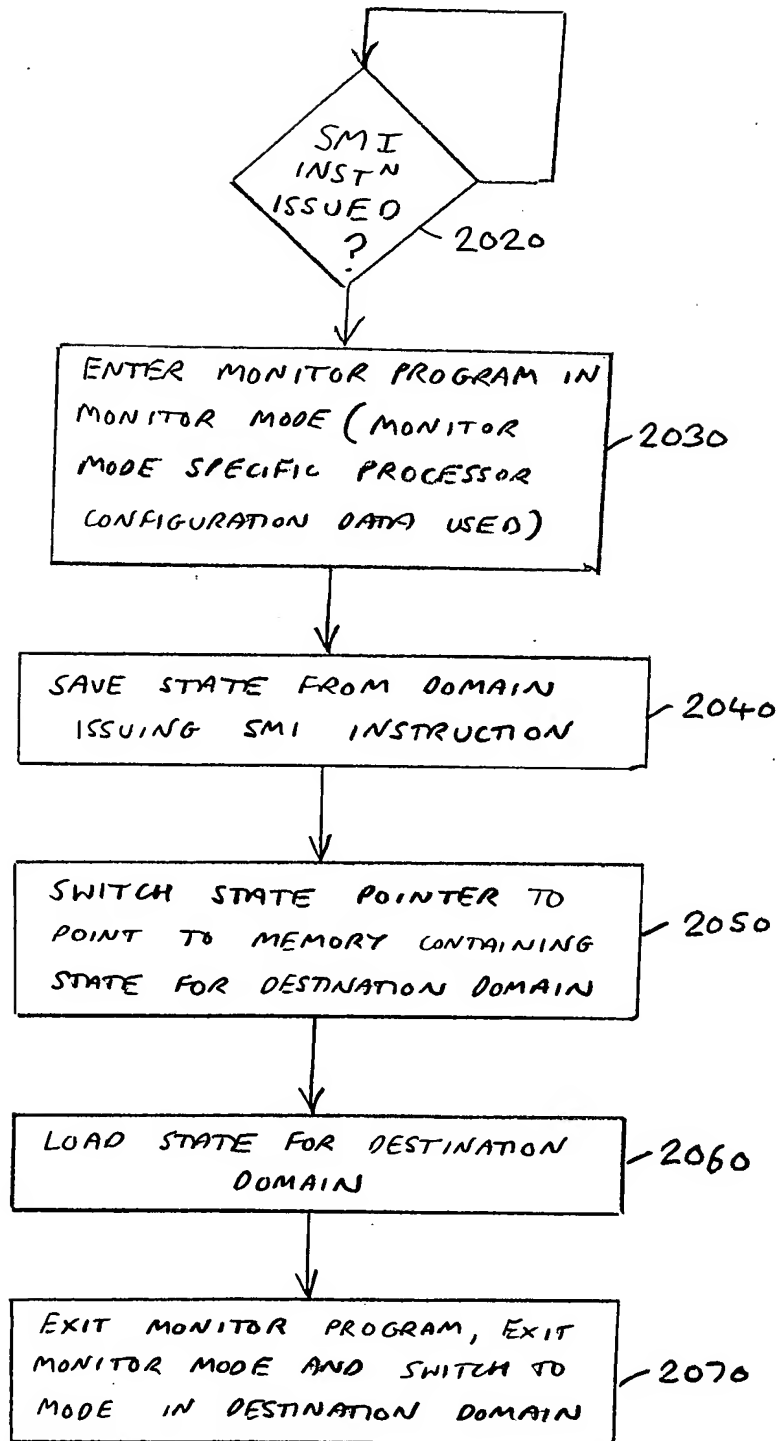 SMI
INSTN
ISSUED
?
2020
ENTER MONITOR PROGRAM IN
MONITOR MODE (MONITOR
MODE SPECIFIC PROCESSOR
CONFIGURATION DATA USED)
2030
SAVE STATE FROM DOMAIN
ISSUING SMI INSTRUCTION
2040
SWITCH STATE POINTER TO
POINT TO MEMORY CONTAINING
STATE FOR DESTINATION DOMAIN
2050
LOAD STATE FOR DESTINATION
DOMAIN
2060
EXIT MONITOR PROGRAM, EXIT
MONITOR MODE AND SWITCH TO
MODE IN DESTINATION DOMAIN
2070